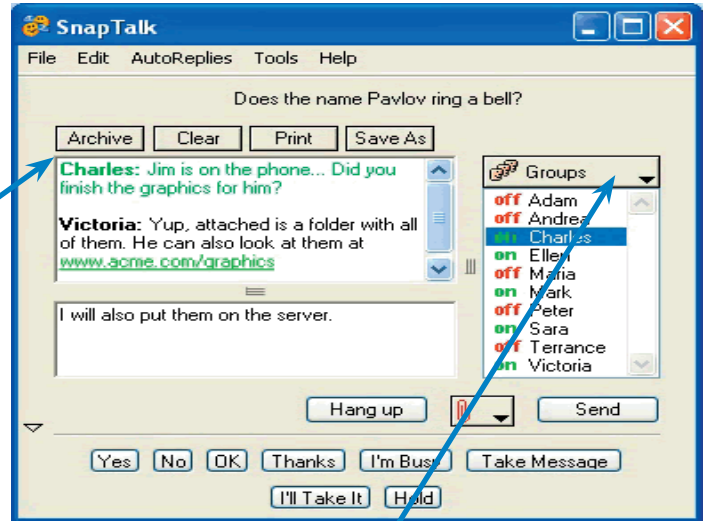 SnapTalk
File Edit AutoReplies Tools Help
Does the name Pavlov ring a bell?
Archive Clear Print Save As
Charles: Jim is on the phone... Did you
finish the graphics for him?
Victoria: Yup, attached is a folder with all
of them. He can also look at them at
www.acme.com/graphics
I will also put them on the server.
Groups
off Adam
off Andrea
on Charles
on Ellen
off Maria
on Mark
off Peter
on Sara
off Terrance
on Victoria
Hang up Send
Yes No OK Thanks I'm Busy Take Message
I'll Take It Hold